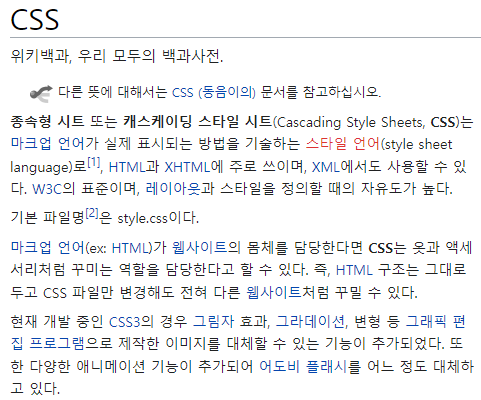 CSS
위키백과, 우리 모두의 백과사전.
다른 뜻에 대해서는 CSS (동음이의) 문서를 참고하십시오.
종속형 시트 또는 캐스케이딩 스타일 시트(Cascading Style Sheets, CSS)는
마크업 언어가 실제 표시되는 방법을 기술하는 스타일 언어(style sheet
language)로[1], HTML과 XHTML에 주로 쓰이며, XML에서도 사용할 수 있
다. W3C의 표준이며, 레이아웃과 스타일을 정의할 때의 자유도가 높다.
기본 파일명[2]은 style.css이다.
마크업 언어(ex: HTML)가 웹사이트의 몸체를 담당한다면 CSS는 옷과 액세
서리처럼 꾸미는 역할을 담당한다고 할 수 있다. 즉, HTML 구조는 그대로
두고 CSS 파일만 변경해도 전혀 다른 웹사이트처럼 꾸밀 수 있다.
현재 개발 중인 CSS3의 경우 그림자 효과, 그라데이션, 변형 등 그래픽 편
집 프로그램으로 제작한 이미지를 대체할 수 있는 기능이 추가되었다. 또
한 다양한 애니메이션 기능이 추가되어 어도비 플래시를 어느 정도 대체하
고 있다.